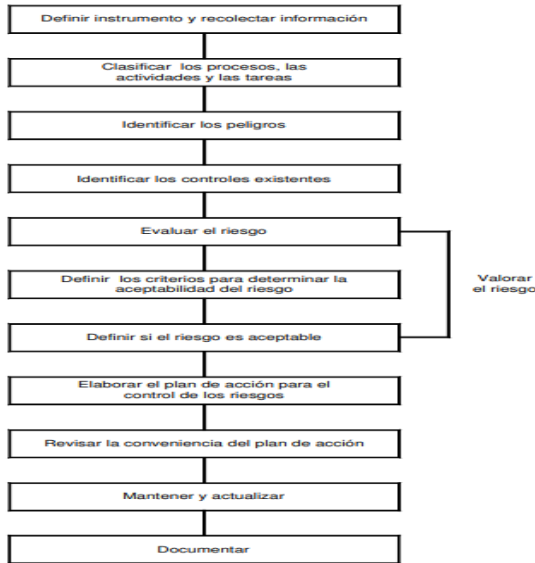 Definir instrumento y recolectar información
Clasificar los procesos, las
actividades y las tareas
Identificar los peligros
Identificar los controles existentes
Evaluar el riesgo
Definir los criterios para determinar la
aceptabilidad del riesgo
Valorar
el riesgo
Definir si el riesgo es aceptable
Elaborar el plan de acción para el
control de los riesgos
Revisar la conveniencia del plan de acción
Mantener y actualizar
Documentar